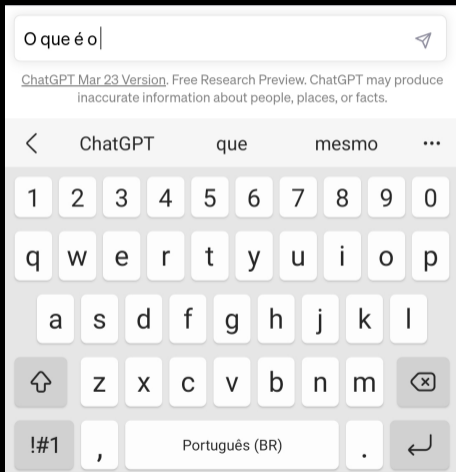 O que é o
ChatGPT Mar 23 Version. Free Research Preview. ChatGPT may produce
inaccurate information about people, places, or facts.
ChatGPT que mesmo ...
1 2 3 4 5 6 7 8 9 0
q w e r t y u i o p
a s d f g h j k l
z x c v b n m
!#1 , Português (BR) .